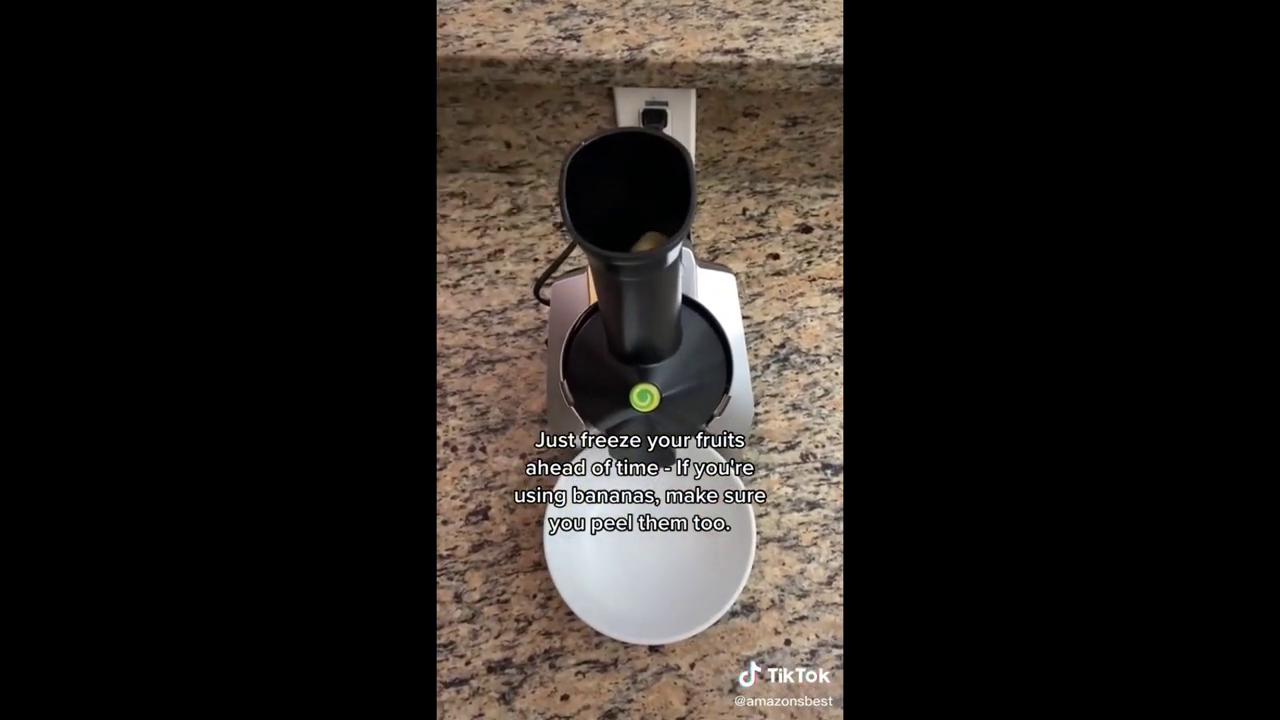 Just freeze your fruits
ahead of time - If you're
using bananas, make sure
you peel them too.
TikTok
@amazonsbest